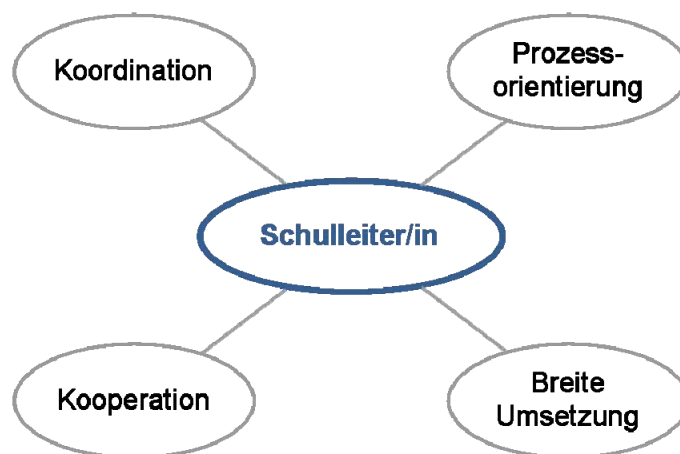 Koordination
Prozess-
orientierung
Schulleiter/in
Kooperation
Breite
Umsetzung